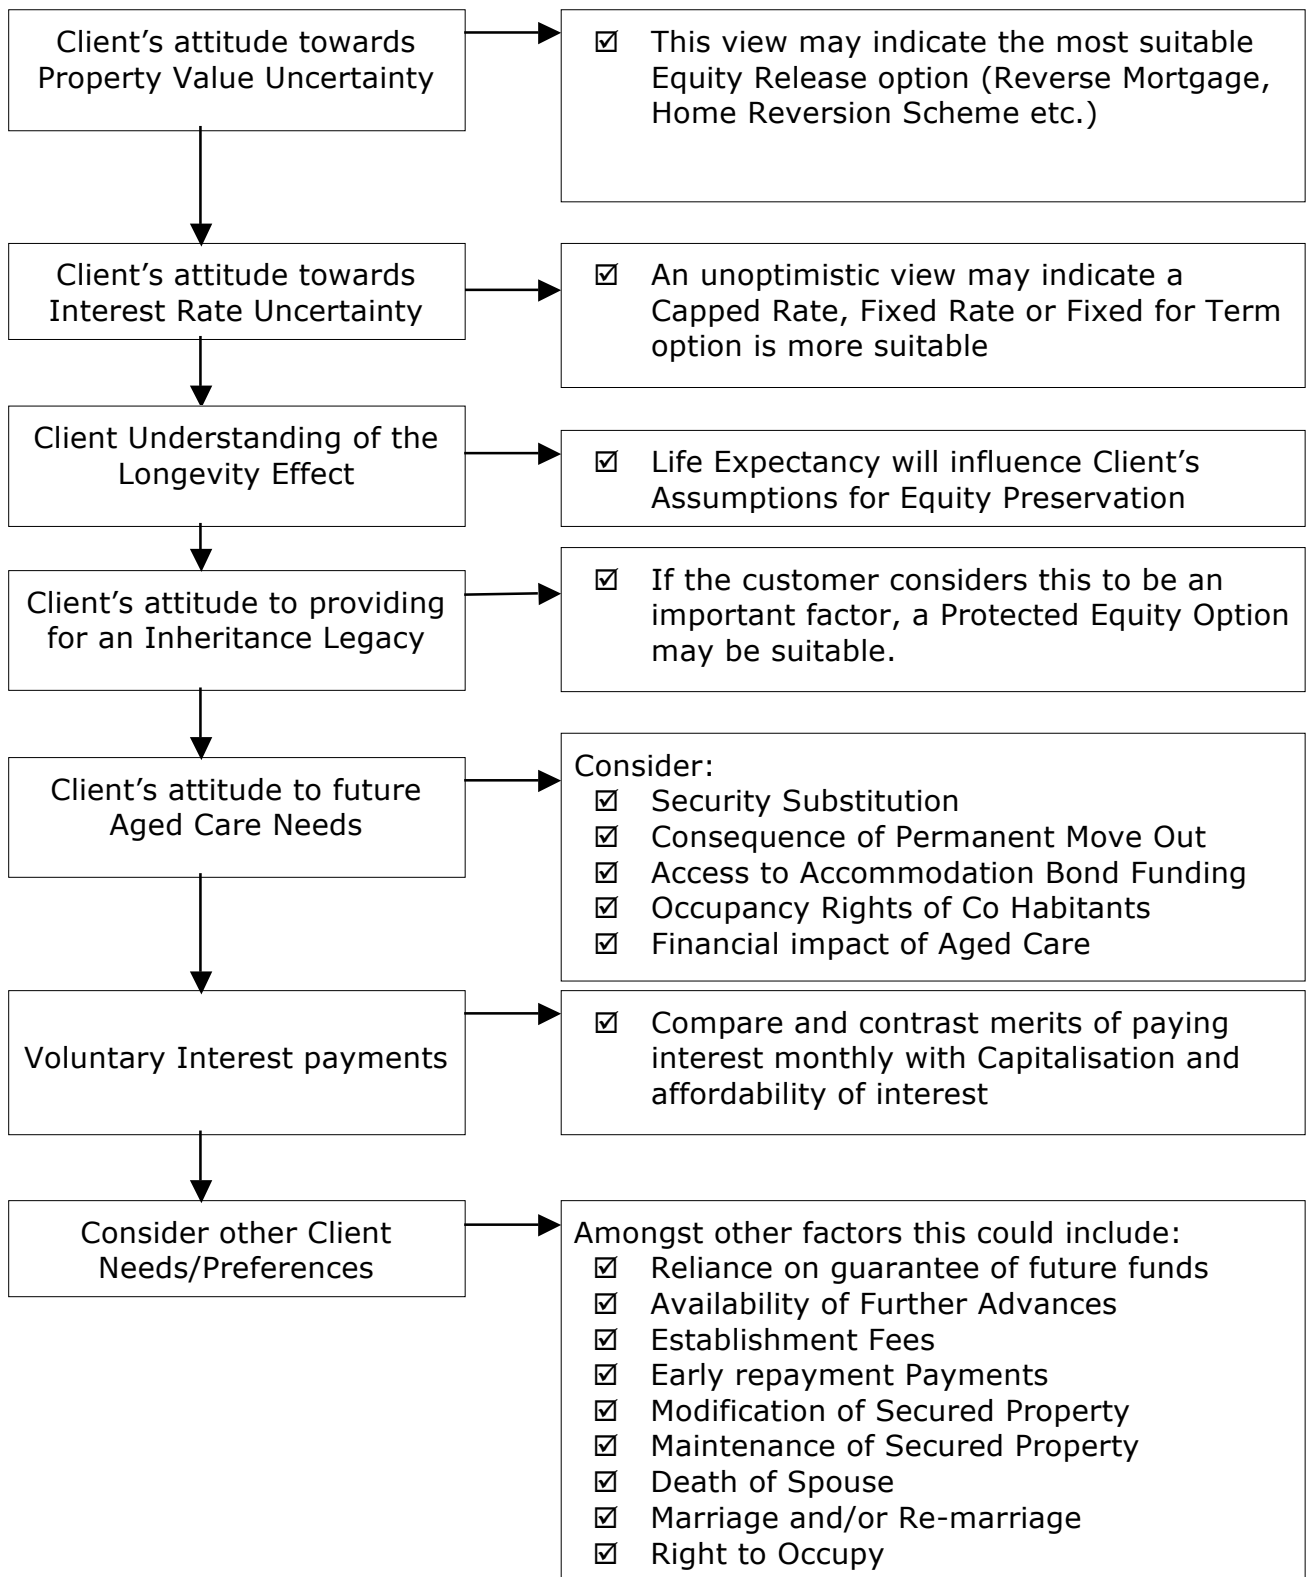 Client's attitude towards
Property Value Uncertainty
☑ This view may indicate the most suitable
Equity Release option (Reverse Mortgage,
Home Reversion Scheme etc.)
Client's attitude towards
Interest Rate Uncertainty
☑ An unoptimistic view may indicate a
Capped Rate, Fixed Rate or Fixed for Term
option is more suitable
Client Understanding of the
Longevity Effect
☑ Life Expectancy will influence Client's
Assumptions for Equity Preservation
Client's attitude to providing
for an Inheritance Legacy
☑ If the customer considers this to be an
important factor, a Protected Equity Option
may be suitable.
Client's attitude to future
Aged Care Needs
Consider:
☑ Security Substitution
☑ Consequence of Permanent Move Out
☑ Access to Accommodation Bond Funding
☑ Occupancy Rights of Co Habitants
☑ Financial impact of Aged Care
Voluntary Interest payments
☑ Compare and contrast merits of paying
interest monthly with Capitalisation and
affordability of interest
Consider other Client
Needs/Preferences
Amongst other factors this could include:
☑ Reliance on guarantee of future funds
☑ Availability of Further Advances
☑ Establishment Fees
☑ Early repayment Payments
☑ Modification of Secured Property
☑ Maintenance of Secured Property
☑ Death of Spouse
☑ Marriage and/or Re-marriage
☑ Right to Occupy